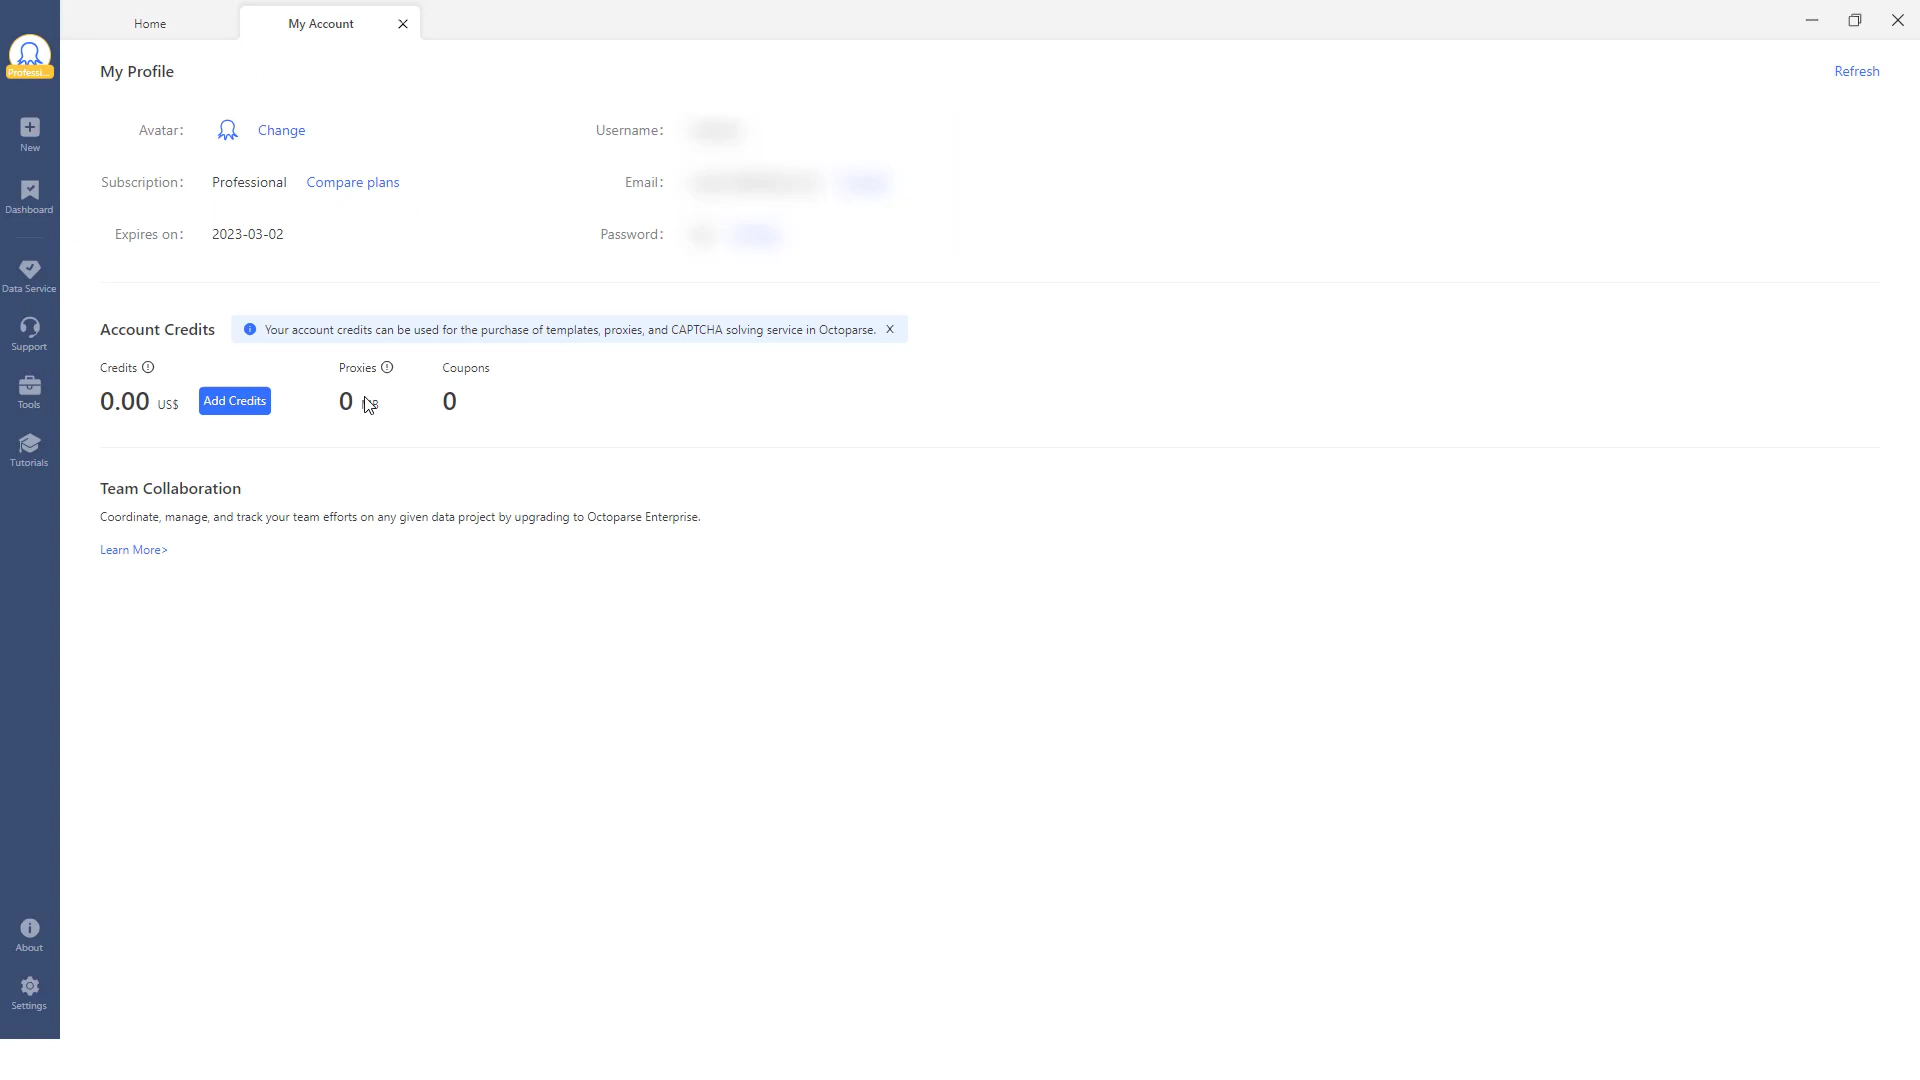 Home
My Account
Professi...
My Profile
Refresh
Avatar:
Change
Username:
Subscription:
Professional
Compare plans
Email:
Expires on:
2023-03-02
Password:
New
Dashboard
Data Service
Support
Tools
Tutorials
Account Credits
Your account credits can be used for the purchase of templates, proxies, and CAPTCHA solving service in Octoparse.
Credits
Proxies
Coupons
0.00 US$
Add Credits
0
0
Team Collaboration
Coordinate, manage, and track your team efforts on any given data project by upgrading to Octoparse Enterprise.
Learn More>
About
Settings